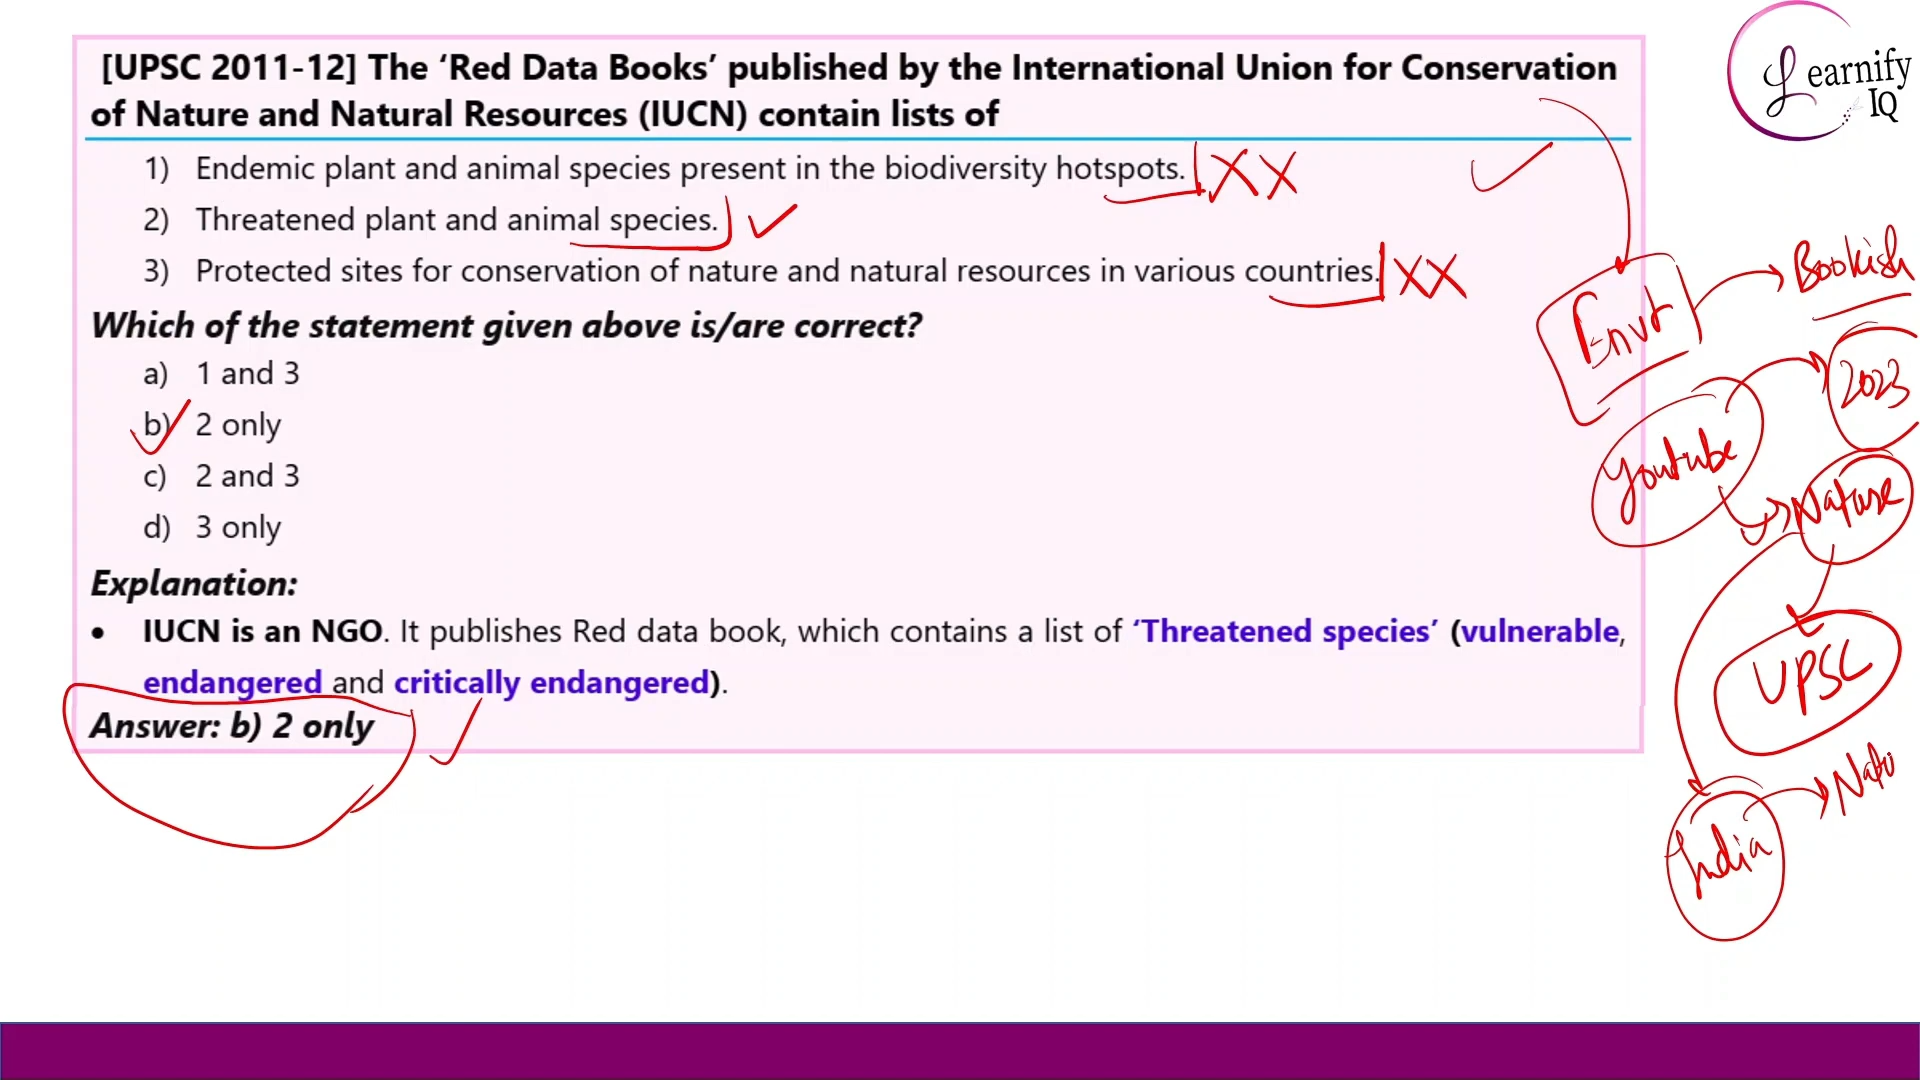 [UPSC 2011-12] The ‘Red Data Books’ published by the International Union for Conservation
of Nature and Natural Resources (IUCN) contain lists of
1) Endemic plant and animal species present in the biodiversity hotspots. XX
2) Threatened plant and animal species.
3) Protected sites for conservation of nature and natural resources in various countries. XX
Which of the statement given above is/are correct?
a) 1 and 3
b) 2 only
c) 2 and 3
d) 3 only
Explanation:
• IUCN is an NGO. It publishes Red data book, which contains a list of ‘Threatened species’ (vulnerable,
endangered and critically endangered).
Answer: b) 2 only
Learnify
IQ
Bookish
Envt
2023
Youtube
Nature
UPSC
Natu
India